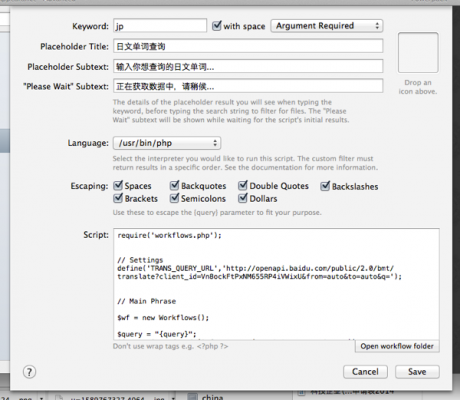 Keyword: jp with space Argument Required
Placeholder Title: 日文单词查询
Placeholder Subtext: 输入你想查询的日文单词...
"Please Wait" Subtext: 正在获取数据中，请稍候...
Drop an
icon above.
The details of the placeholder result you will see when typing the
keyword, before typing the search string to filter for files. The "Please
Wait" subtext will be shown while waiting for the script's initial results.
Language: /usr/bin/php
Select the interpreter you would like to run this script. The custom filter must
return results in a specific order. See the documentation for more information.
Escaping: Spaces Backquotes Double Quotes Backslashes
Brackets Semicolons Dollars
Use these to escape the {query} parameter to fit your purpose.
Script: require('workflows.php');
// Settings
define('TRANS_QUERY_URL','http://openapi.baidu.com/public/2.0/bmt/
translate?client_id=VnBockFtPxNM655RP4iVWixU&from=auto&to=auto&q=');
// Main Phrase
$wf = new Workflows();
$query = "{query}";
Don't use wrap tags e.g. <?php ?>
Open workflow folder
? Cancel Save
china